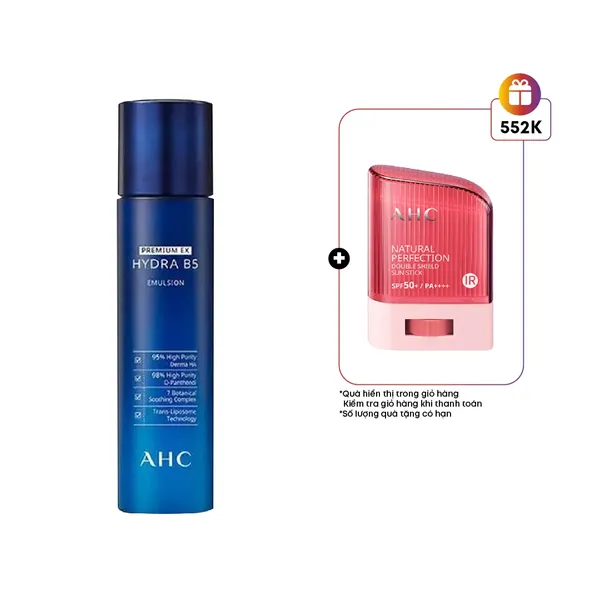 PREMIUM EX
HYDRA B5
EMULSION
95% High Purity
Derma HA
98% High Purity
D-Panthenol
7 Botanical
Soothing Complex
Trans-Liposome
Technology
AHC
552K
AHC
NATURAL
PERFECTION
DOUBLE SHIELD
SUN STICK
SPF50+ / PA++++
IR
*Quà hiển thị trong giỏ hàng
Kiểm tra giỏ hàng khi thanh toán
*Số lượng quà tặng có hạn